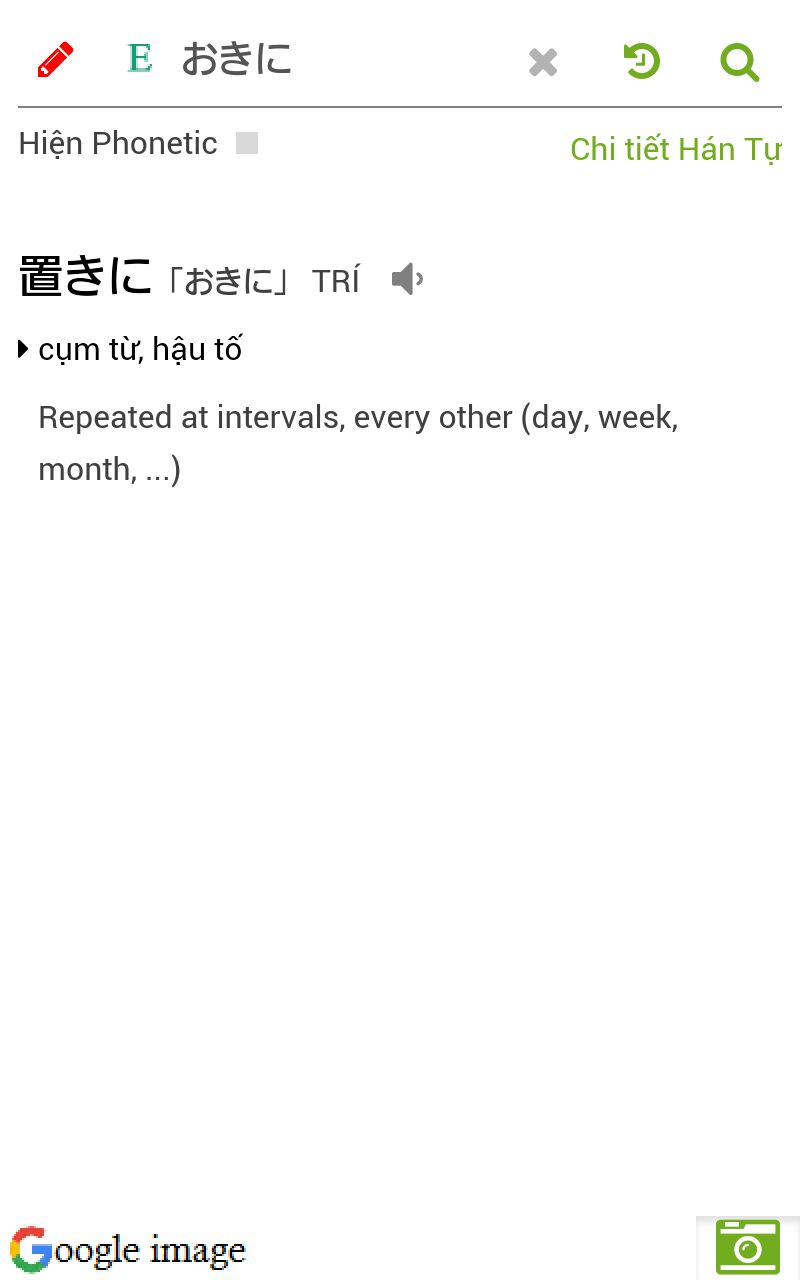 E おきに
Hiện Phonetic
Chi tiết Hán Tự
置きに「おきに」 TRÍ
cụm từ, hậu tố
Repeated at intervals, every other (day, week,
month, ...)
Google image